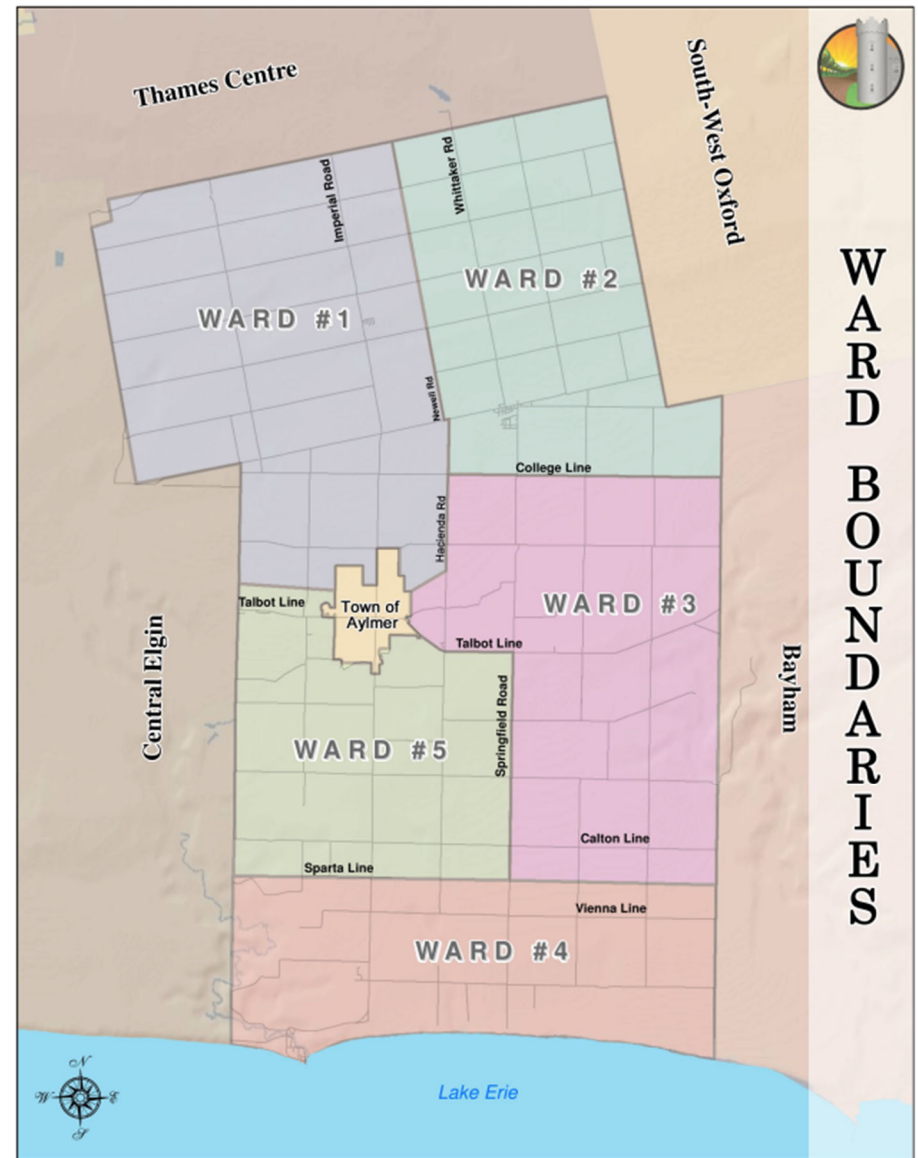 Thames Centre
South-West Oxford
Imperial Road
Whittaker Rd
WARD #2
WARD #1
Newell Rd
College Line
Hacienda Rd
Talbot Line
Town of
Aylmer
WARD #3
Talbot Line
Central Elgin
Bayham
Springfield Road
WARD #5
Calton Line
Sparta Line
Vienna Line
WARD #4
Lake Erie
N
W
E
S
WARD BOUNDARIES